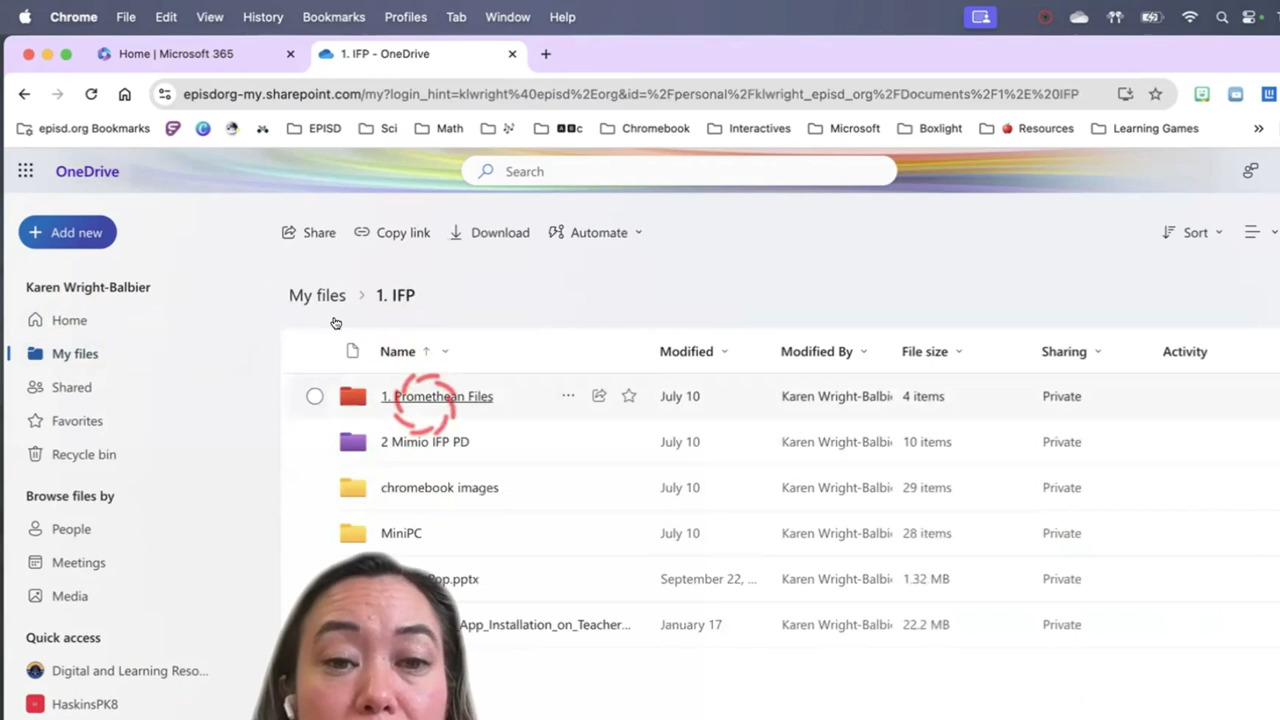 Chrome File Edit View History Bookmarks Profiles Tab Window Help
Home | Microsoft 365 1. IFP - OneDrive
episdorg-my.sharepoint.com/my?login_hint=klwright%40episd%2Eorg&id=%2Fpersonal%2Fklwright_episd_org%2FDocuments%2F1%2E%20IFP
episd.org Bookmarks EPISD Sci Math Chromebook Interactives Microsoft Boxlight Resources Learning Games
OneDrive Search
Add new Share Copy link Download Automate Sort
Karen Wright-Balbier
My files > 1. IFP
Home
My files
Shared
Favorites
Recycle bin
Browse files by
People
Meetings
Media
Quick access
Digital and Learning Reso...
HaskinsPK8
Name Modified Modified By File size Sharing Activity
1. Promethean Files July 10 Karen Wright-Balbi 4 items Private
2 Mimio IFP PD July 10 Karen Wright-Balbi 10 items Private
chromebook images July 10 Karen Wright-Balbi 29 items Private
MiniPC July 10 Karen Wright-Balbi 28 items Private
op.pptx September 22, ... Karen Wright-Balbi 1.32 MB Private
App_Installation_on_Teacher... January 17 Karen Wright-Balbi 22.2 MB Private